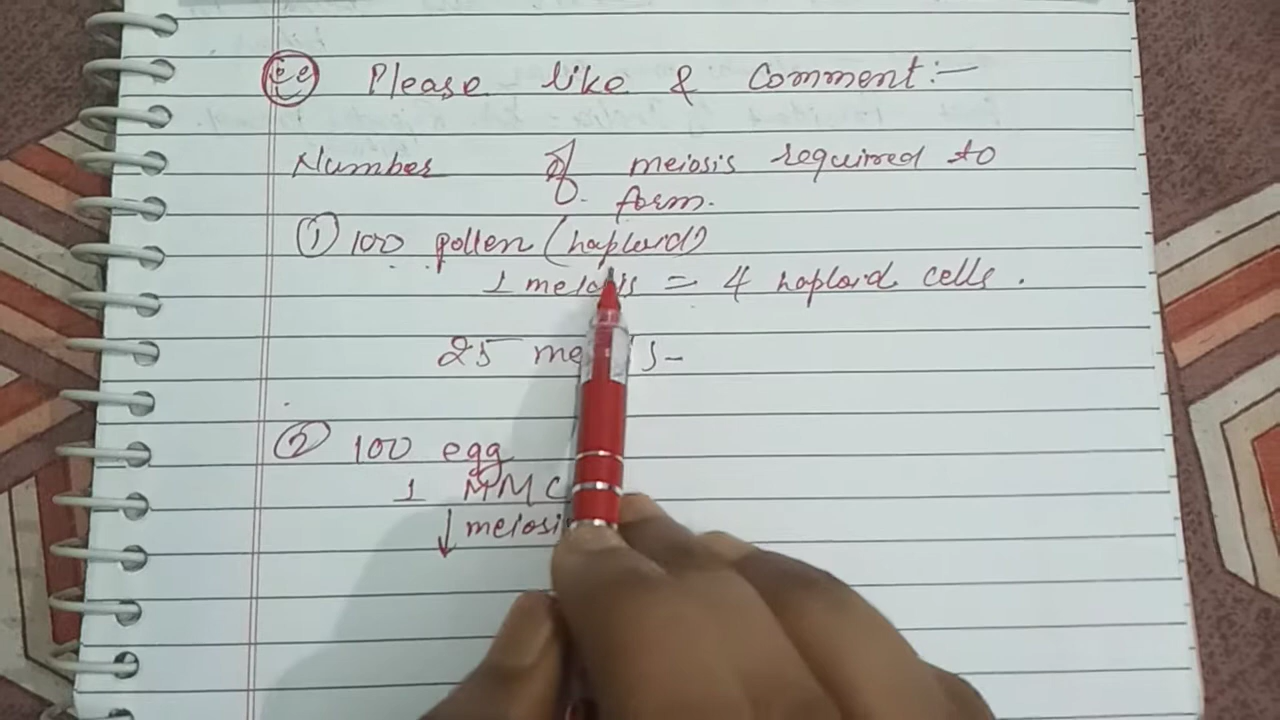 Please like & Comment:-
Number of meiosis required to
form.
① 100 pollen (haploid)
1 meiosis = 4 haploid cells.
25
② 100 egg
1 MMC
↓ meiosis